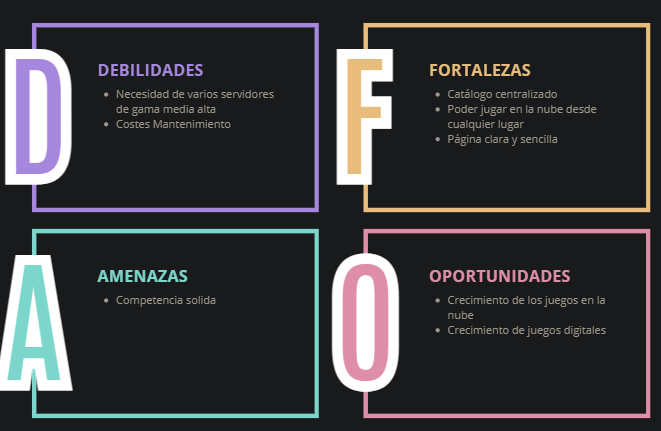 D
DEBILIDADES
Necesidad de varios servidores
de gama media alta
Costes Mantenimiento
F
FORTALEZAS
Catálogo centralizado
Poder jugar en la nube desde
cualquier lugar
Página clara y sencilla
A
AMENAZAS
Competencia solida
O
OPORTUNIDADES
Crecimiento de los juegos en la
nube
Crecimiento de juegos digitales